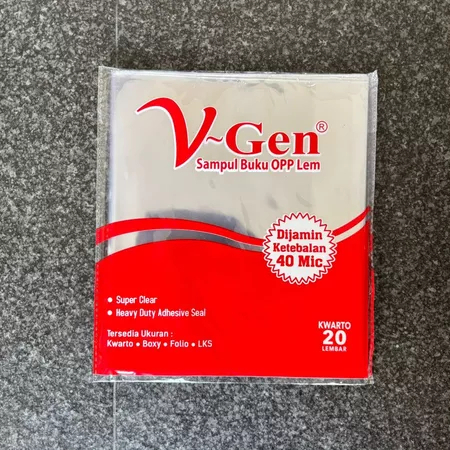 V~Gen®
Sampul Buku OPP Lem
Dijamin
Ketebalan
40 Mic
• Super Clear
• Heavy Duty Adhesive Seal
Tersedia Ukuran :
Kwarto • Boxy • Folio • LKS
KWARTO
20
LEMBAR